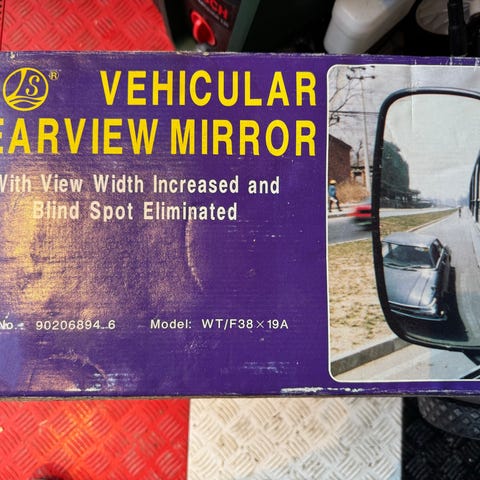 CH
LS®
VEHICULAR
EARVIEW MIRROR
With View Width Increased and
Blind Spot Eliminated
No.: 90206894.6 Model: WT/F38×19A